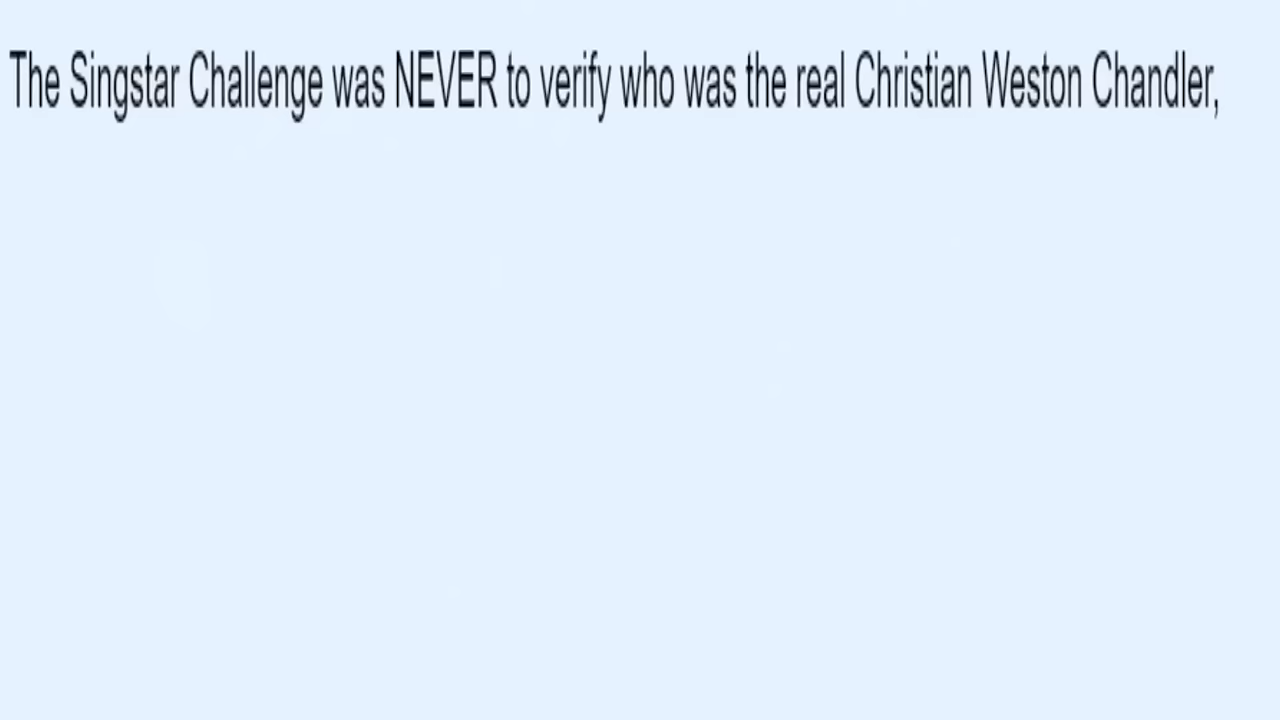 The Singstar Challenge was NEVER to verify who was the real Christian Weston Chandler,